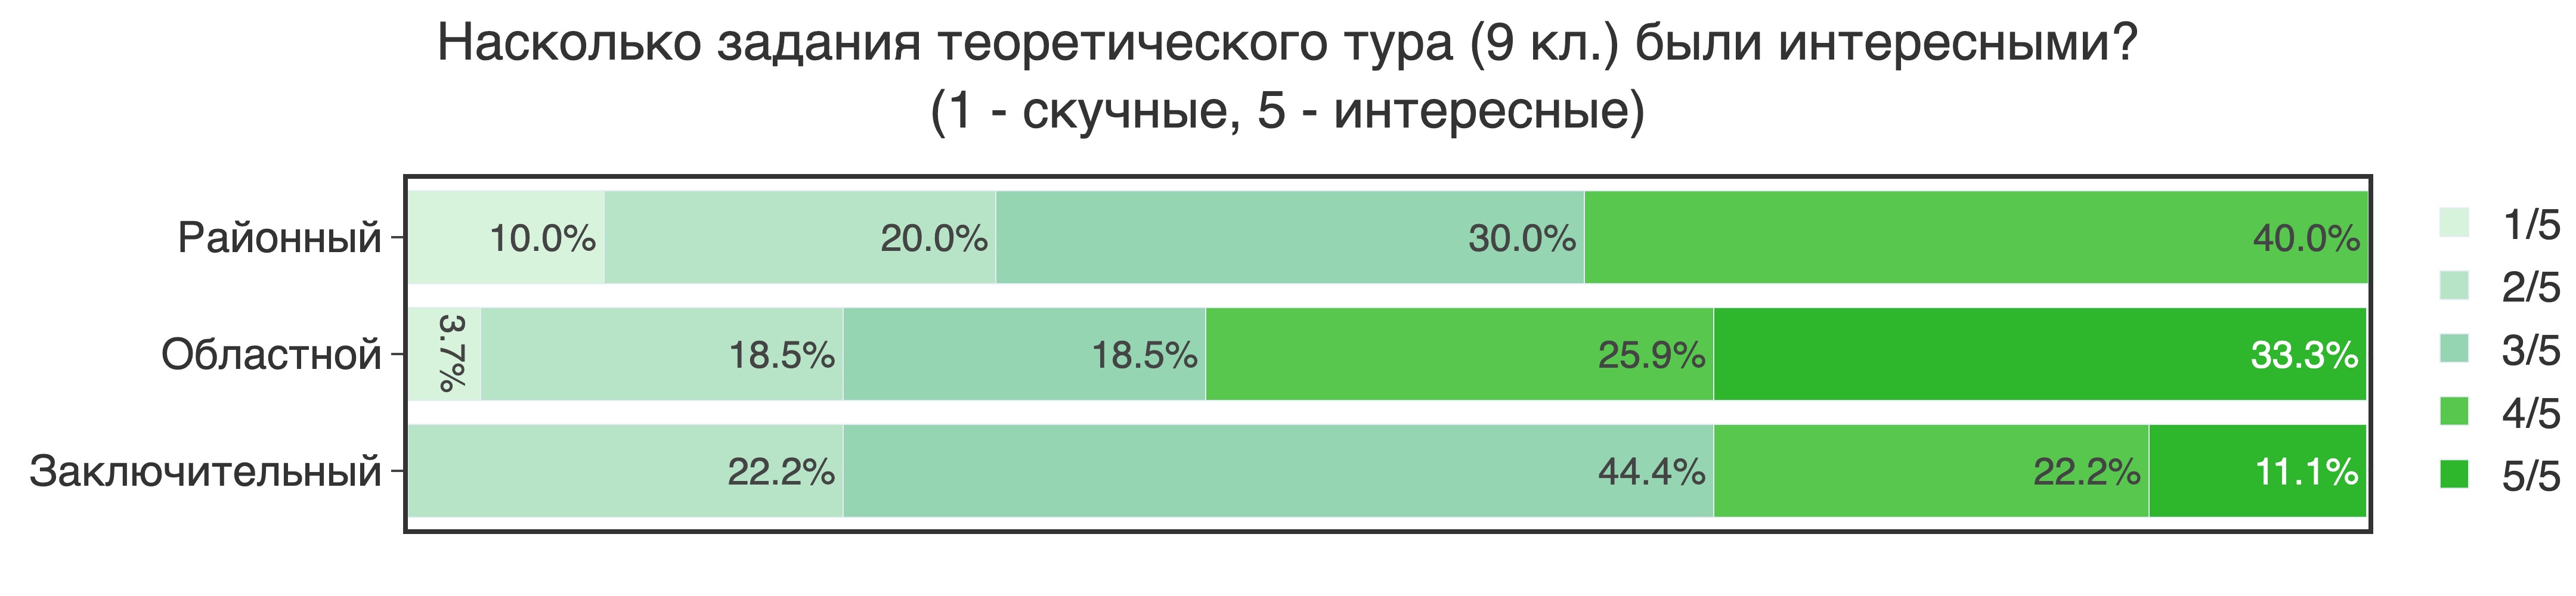 Насколько задания теоретического тура (9 кл.) были интересными?
(1 - скучные, 5 - интересные)
Районный 10.0% 20.0% 30.0% 40.0%
Областной 3.7% 18.5% 18.5% 25.9% 33.3%
Заключительный 22.2% 44.4% 22.2% 11.1%
1/5
2/5
3/5
4/5
5/5